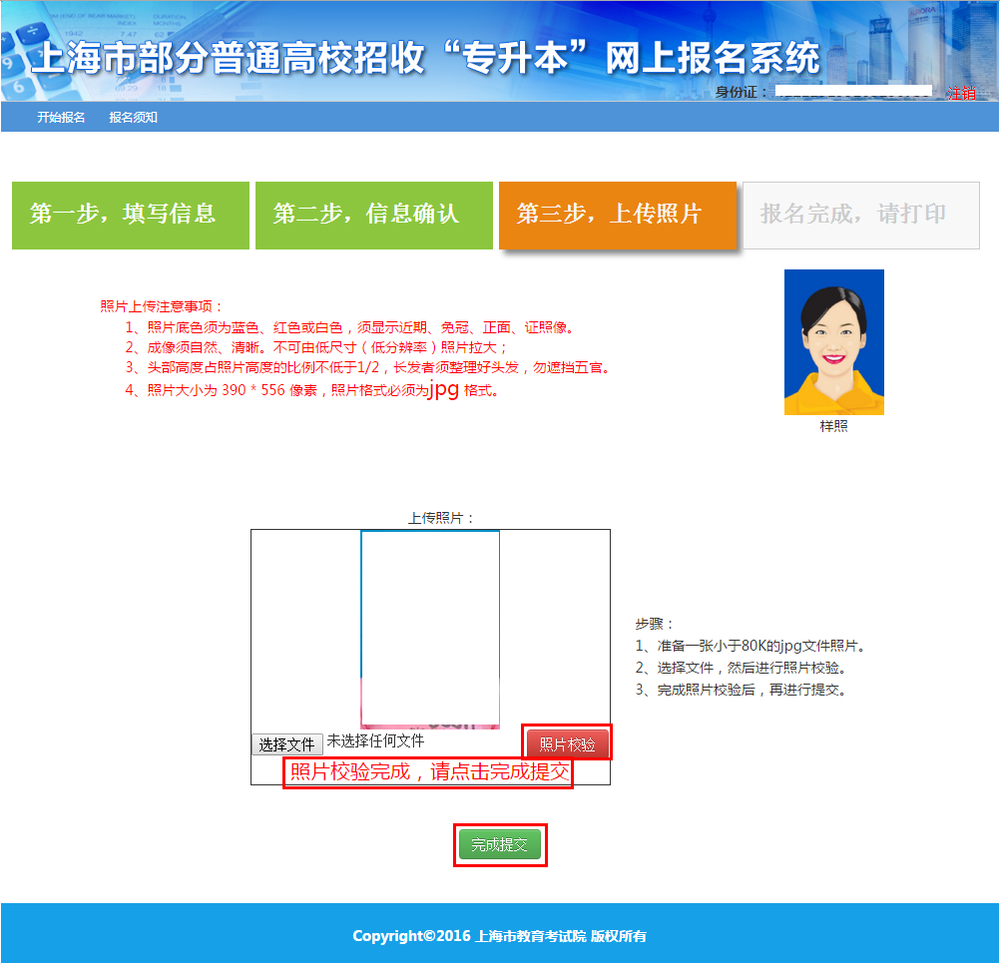 上海市部分普通高校招收“专升本”网上报名系统
身份证：
注销
开始报名 报名须知
第一步，填写信息
第二步，信息确认
第三步，上传照片
报名完成，请打印
照片上传注意事项：
1、照片底色须为蓝色、红色或白色，须显示近期、免冠、正面、证照像。
2、成像须自然、清晰。不可由低尺寸（低分辨率）照片拉大；
3、头部高度占照片高度的比例不低于1/2，长发者须整理好头发，勿遮挡五官。
4、照片大小为 390 * 556 像素，照片格式必须为jpg 格式。
样照
上传照片：
选择文件 未选择任何文件
照片校验
照片校验完成，请点击完成提交
步骤：
1、准备一张小于80K的jpg文件照片。
2、选择文件，然后进行照片校验。
3、完成照片校验后，再进行提交。
完成提交
Copyright©2016 上海市教育考试院 版权所有